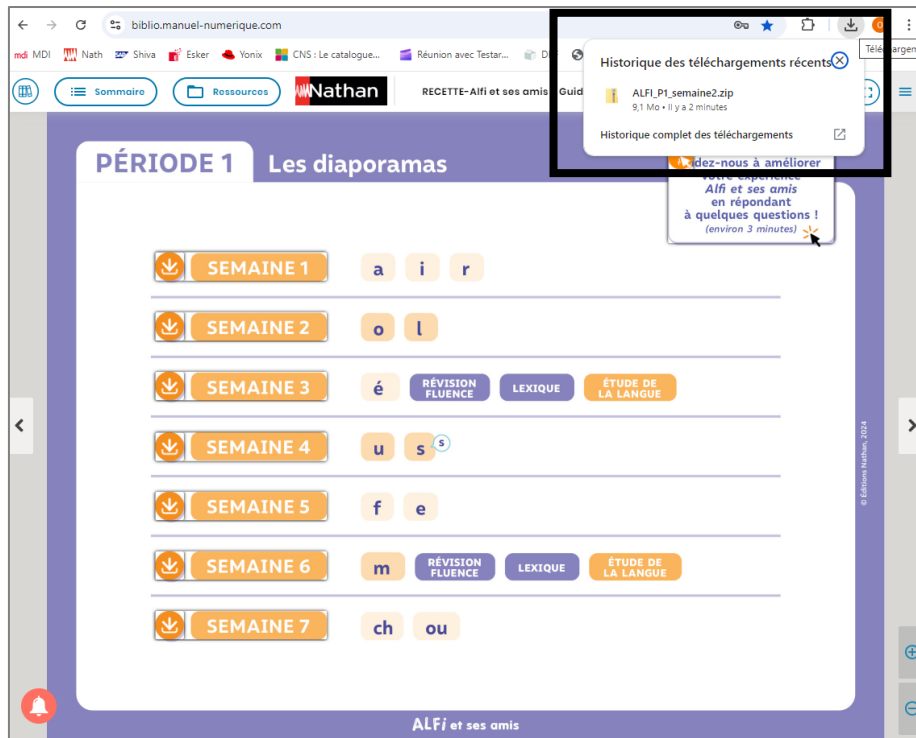 biblio.manuel-numerique.com
mdi MDI Nath Shiva Esker Yonix CNS : Le catalogue... Réunion avec Testar...
Téléchargem
Historique des téléchargements récents
ALFI_P1_semaine2.zip
9,1 Mo • Il y a 2 minutes
Historique complet des téléchargements
Sommaire Ressources Nathan RECETTE-Alfi et ses amis Guid
PÉRIODE 1 Les diaporamas
dez-nous à améliorer
votre expérience
Alfi et ses amis
en répondant
à quelques questions !
(environ 3 minutes)
SEMAINE 1 a i r
SEMAINE 2 o l
SEMAINE 3 é RÉVISION FLUENCE LEXIQUE ÉTUDE DE LA LANGUE
SEMAINE 4 u s s
SEMAINE 5 f e
SEMAINE 6 m RÉVISION FLUENCE LEXIQUE ÉTUDE DE LA LANGUE
SEMAINE 7 ch ou
© Éditions Nathan, 2024
ALFi et ses amis